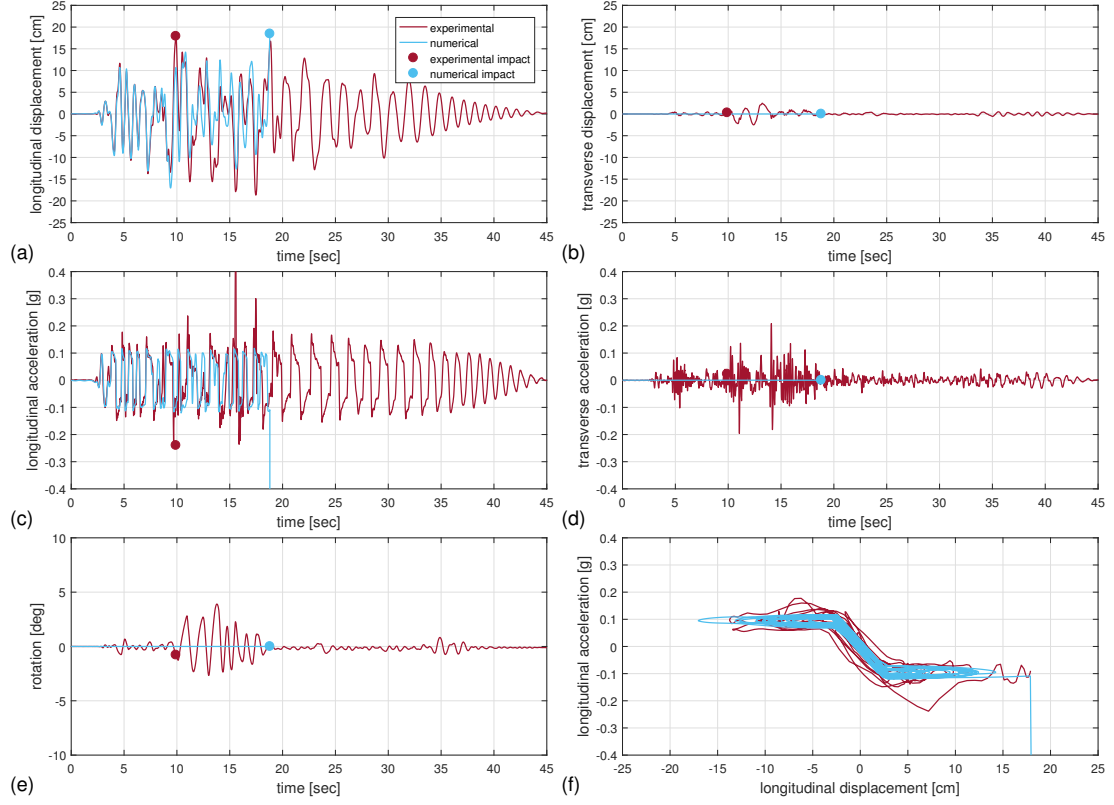 25
20
15
10
5
0
-5
-10
-15
-20
-25
longitudinal displacement [cm]
experimental
numerical
experimental impact
numerical impact
0 5 10 15 20 25 30 35 40 45
time [sec]
(a)
25
20
15
10
5
0
-5
-10
-15
-20
-25
transverse displacement [cm]
0 5 10 15 20 25 30 35 40 45
time [sec]
(b)
0.4
0.3
0.2
0.1
0
-0.1
-0.2
-0.3
-0.4
longitudinal acceleration [g]
0 5 10 15 20 25 30 35 40 45
time [sec]
(c)
0.4
0.3
0.2
0.1
0
-0.1
-0.2
-0.3
-0.4
transverse acceleration [g]
0 5 10 15 20 25 30 35 40 45
time [sec]
(d)
10
5
0
-5
-10
rotation [deg]
0 5 10 15 20 25 30 35 40 45
time [sec]
(e)
0.4
0.3
0.2
0.1
0
-0.1
-0.2
-0.3
-0.4
longitudinal acceleration [g]
-25 -20 -15 -10 -5 0 5 10 15 20 25
longitudinal displacement [cm]
(f)